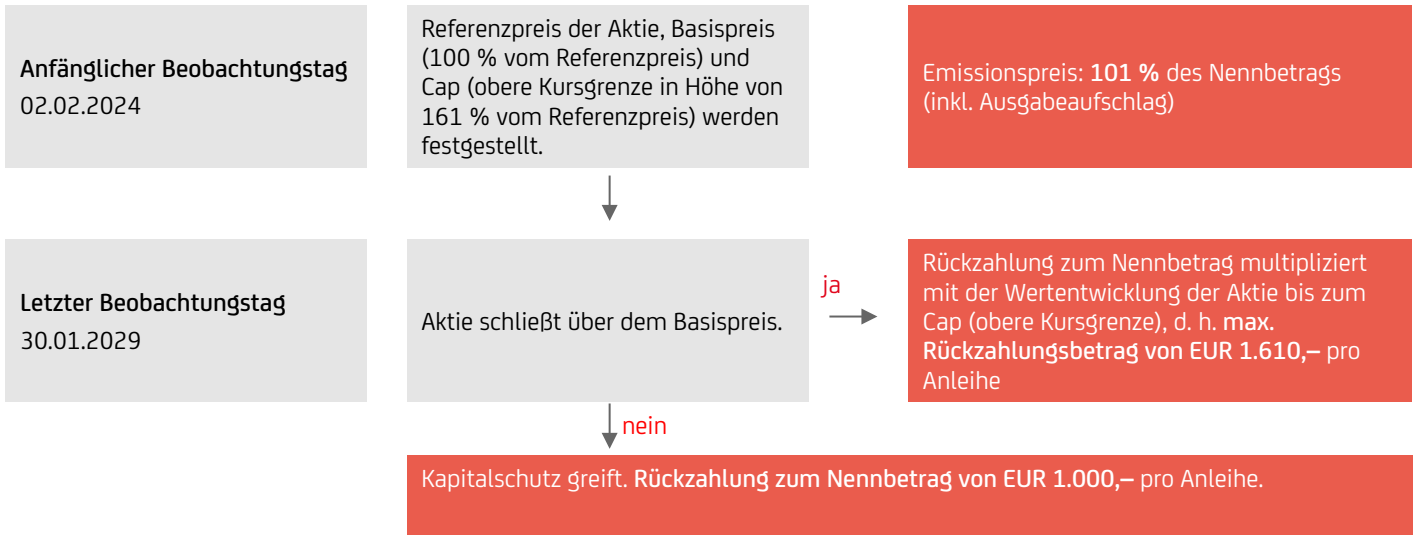 Anfänglicher Beobachtungstag
02.02.2024
Referenzpreis der Aktie, Basispreis
(100 % vom Referenzpreis) und
Cap (obere Kursgrenze in Höhe von
161 % vom Referenzpreis) werden
festgestellt.
Emissionspreis: 101 % des Nennbetrags
(inkl. Ausgabeaufschlag)
Letzter Beobachtungstag
30.01.2029
Aktie schließt über dem Basispreis.
ja
Rückzahlung zum Nennbetrag multipliziert
mit der Wertentwicklung der Aktie bis zum
Cap (obere Kursgrenze), d. h. max.
Rückzahlungsbetrag von EUR 1.610,– pro
Anleihe
nein
Kapitalschutz greift. Rückzahlung zum Nennbetrag von EUR 1.000,– pro Anleihe.